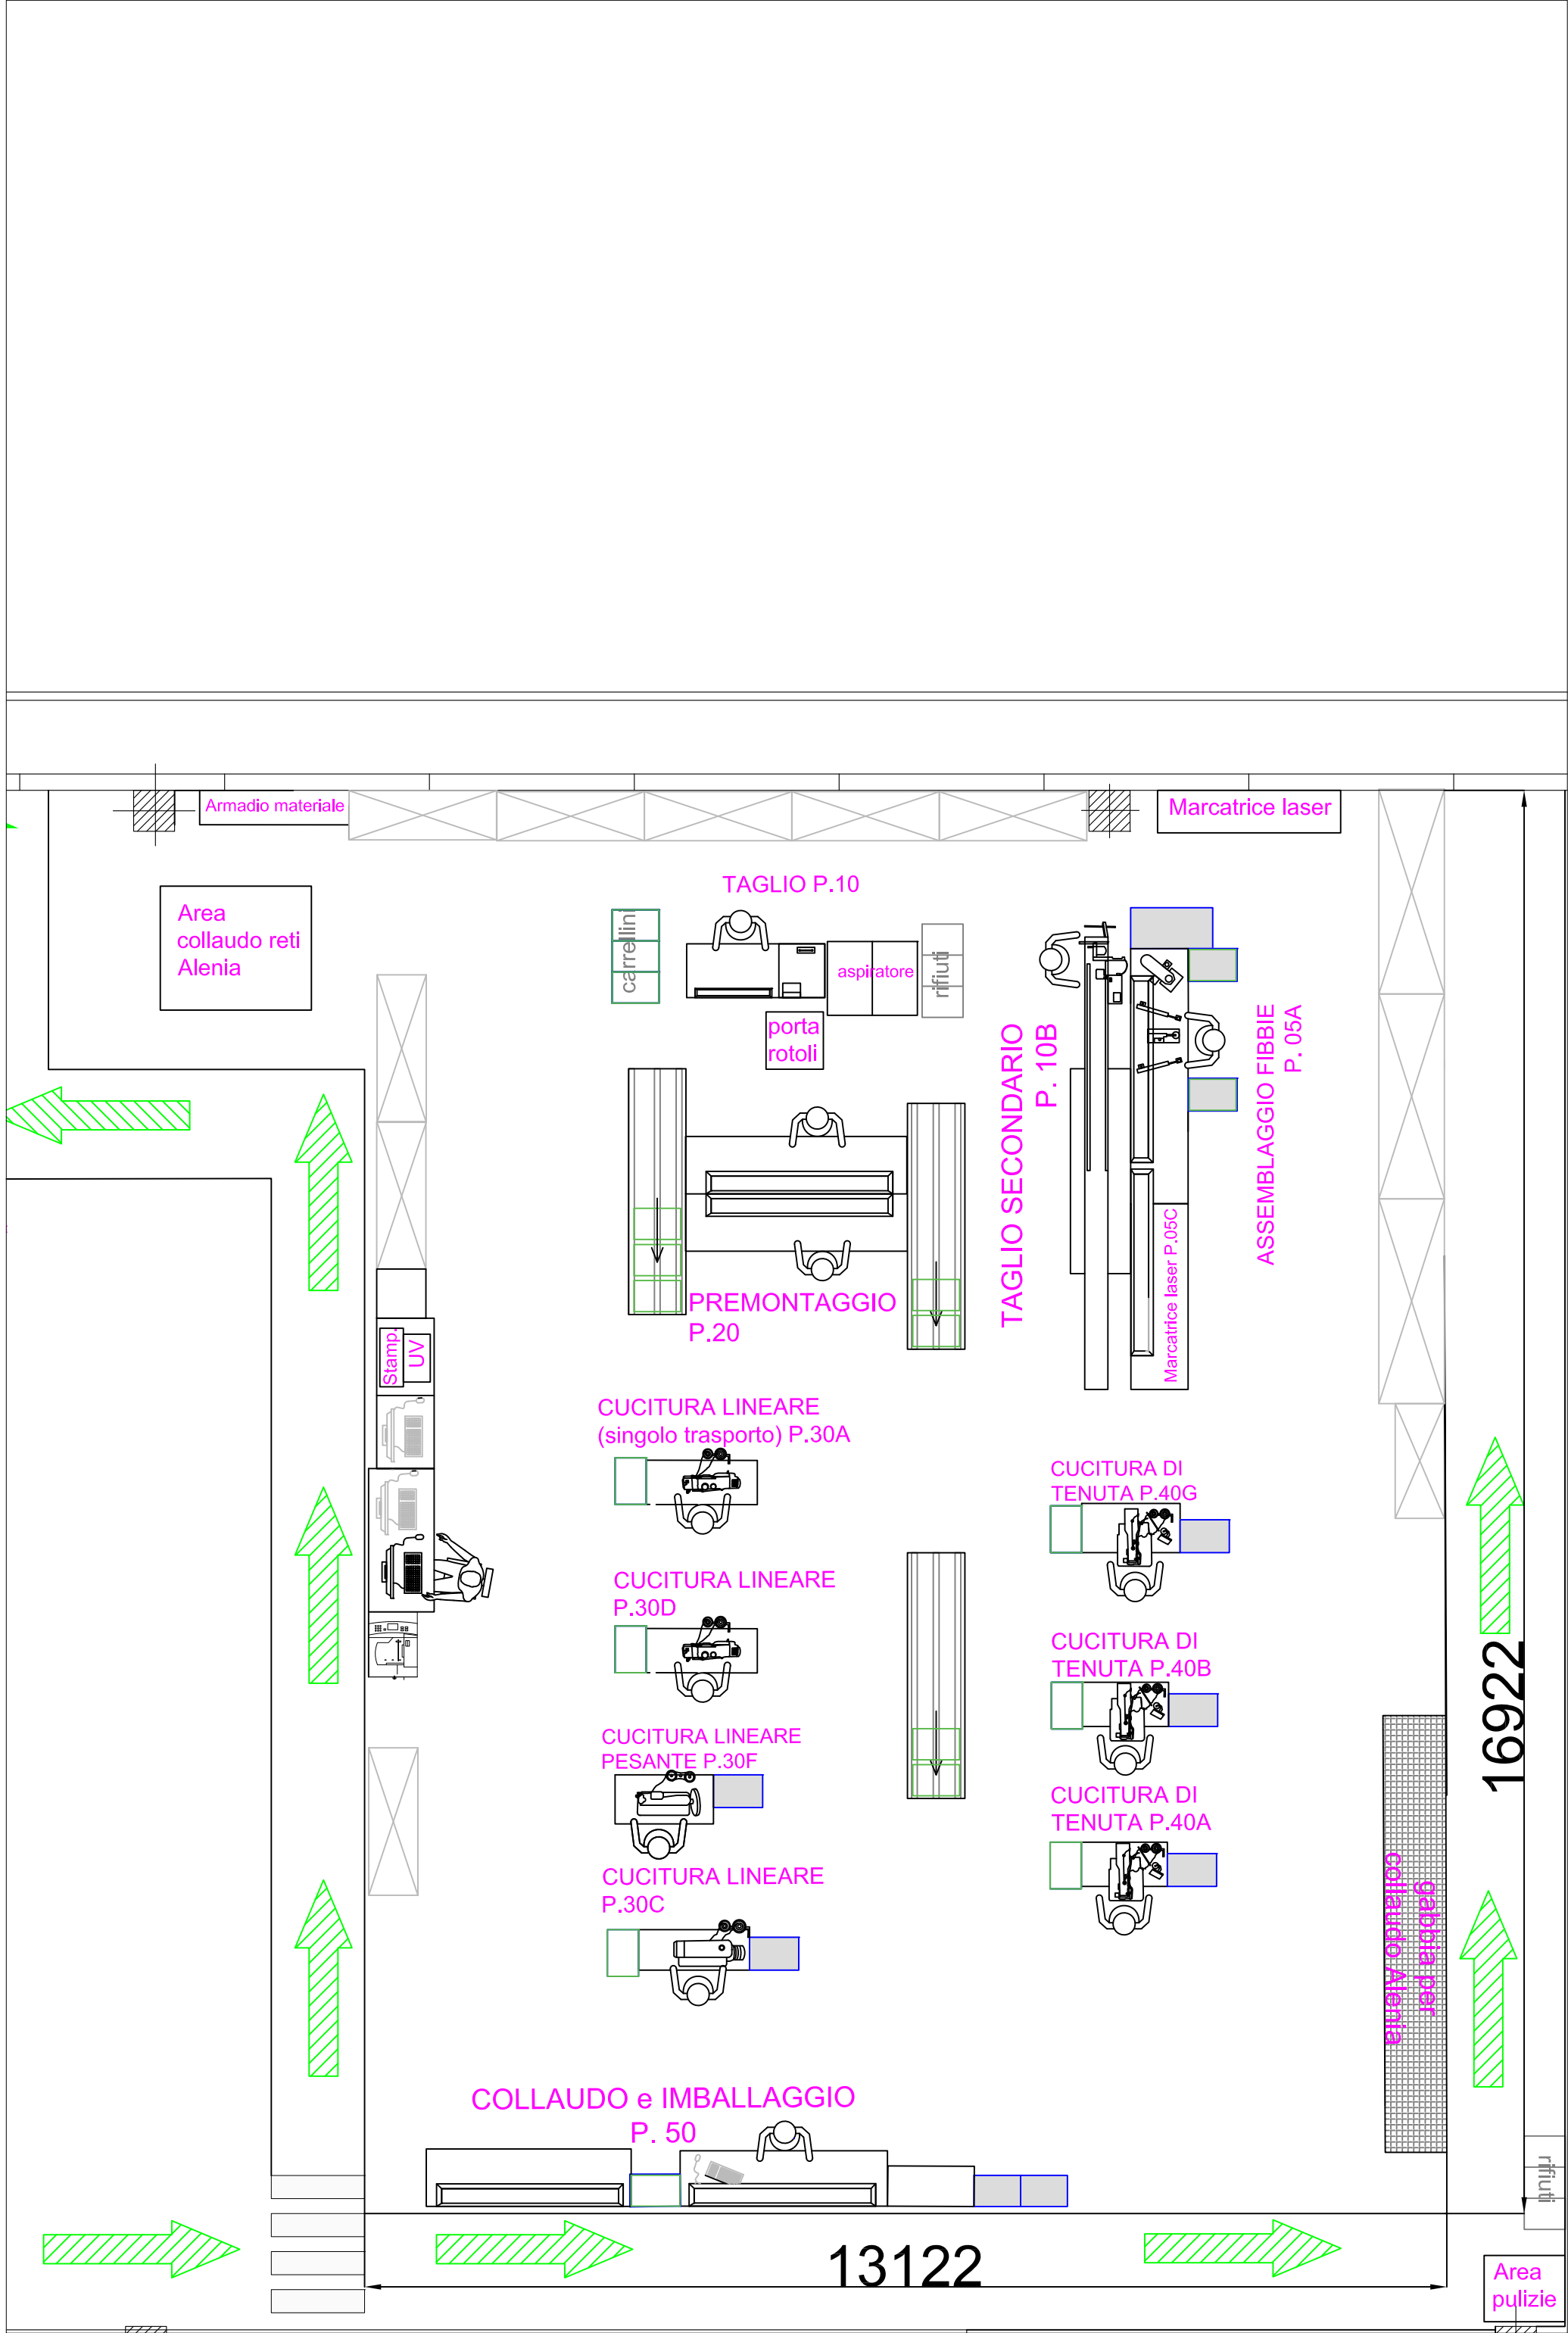 Armadio materiale
Marcatrice laser
Area
collaudo reti
Alenia
TAGLIO P.10
carrellini
aspiratore
rifiuti
porta
rotoli
TAGLIO SECONDARIO
P. 10B
ASSEMBLAGGIO FIBBIE
P. 05A
Marcatrice laser P.05C
PREMONTAGGIO
P.20
Stamp.
UV
CUCITURA LINEARE
(singolo trasporto) P.30A
CUCITURA DI
TENUTA P.40G
CUCITURA LINEARE
P.30D
CUCITURA DI
TENUTA P.40B
CUCITURA LINEARE
PESANTE P.30F
CUCITURA DI
TENUTA P.40A
CUCITURA LINEARE
P.30C
gabbia per
collaudo Alenia
16922
COLLAUDO e IMBALLAGGIO
P. 50
rifiuti
13122
Area
pulizie